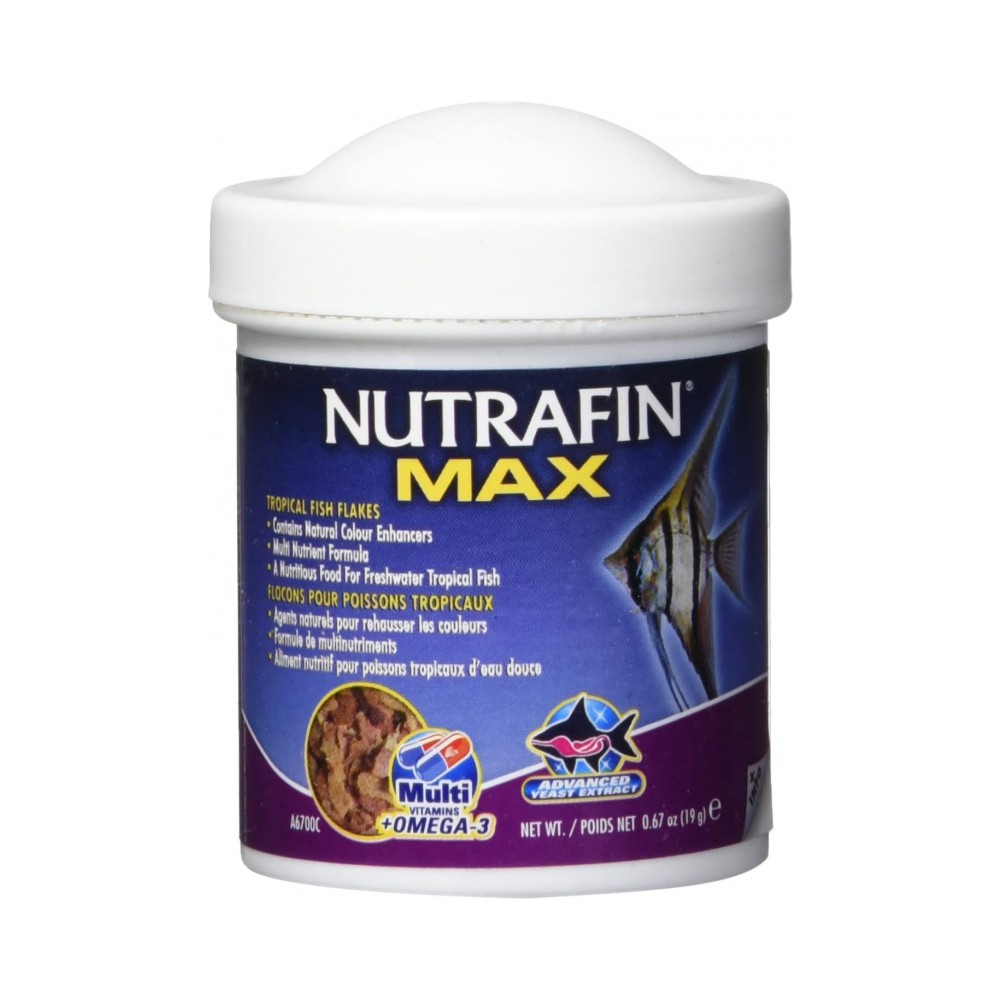 NUTRAFIN®
MAX
TROPICAL FISH FLAKES
• Contains Natural Colour Enhancers
• Multi Nutrient Formula
• A Nutritious Food For Freshwater Tropical Fish
FLOCONS POUR POISSONS TROPICAUX
• Agents naturels pour rehausser les couleurs
• Formule de multinutriments
• Aliment nutritif pour poissons tropicaux d'eau douce
Multi
VITAMINS
+OMEGA-3
ADVANCED
YEAST EXTRACT
A6700C
NET WT. / POIDS NET 0.67 oz (19 g) e